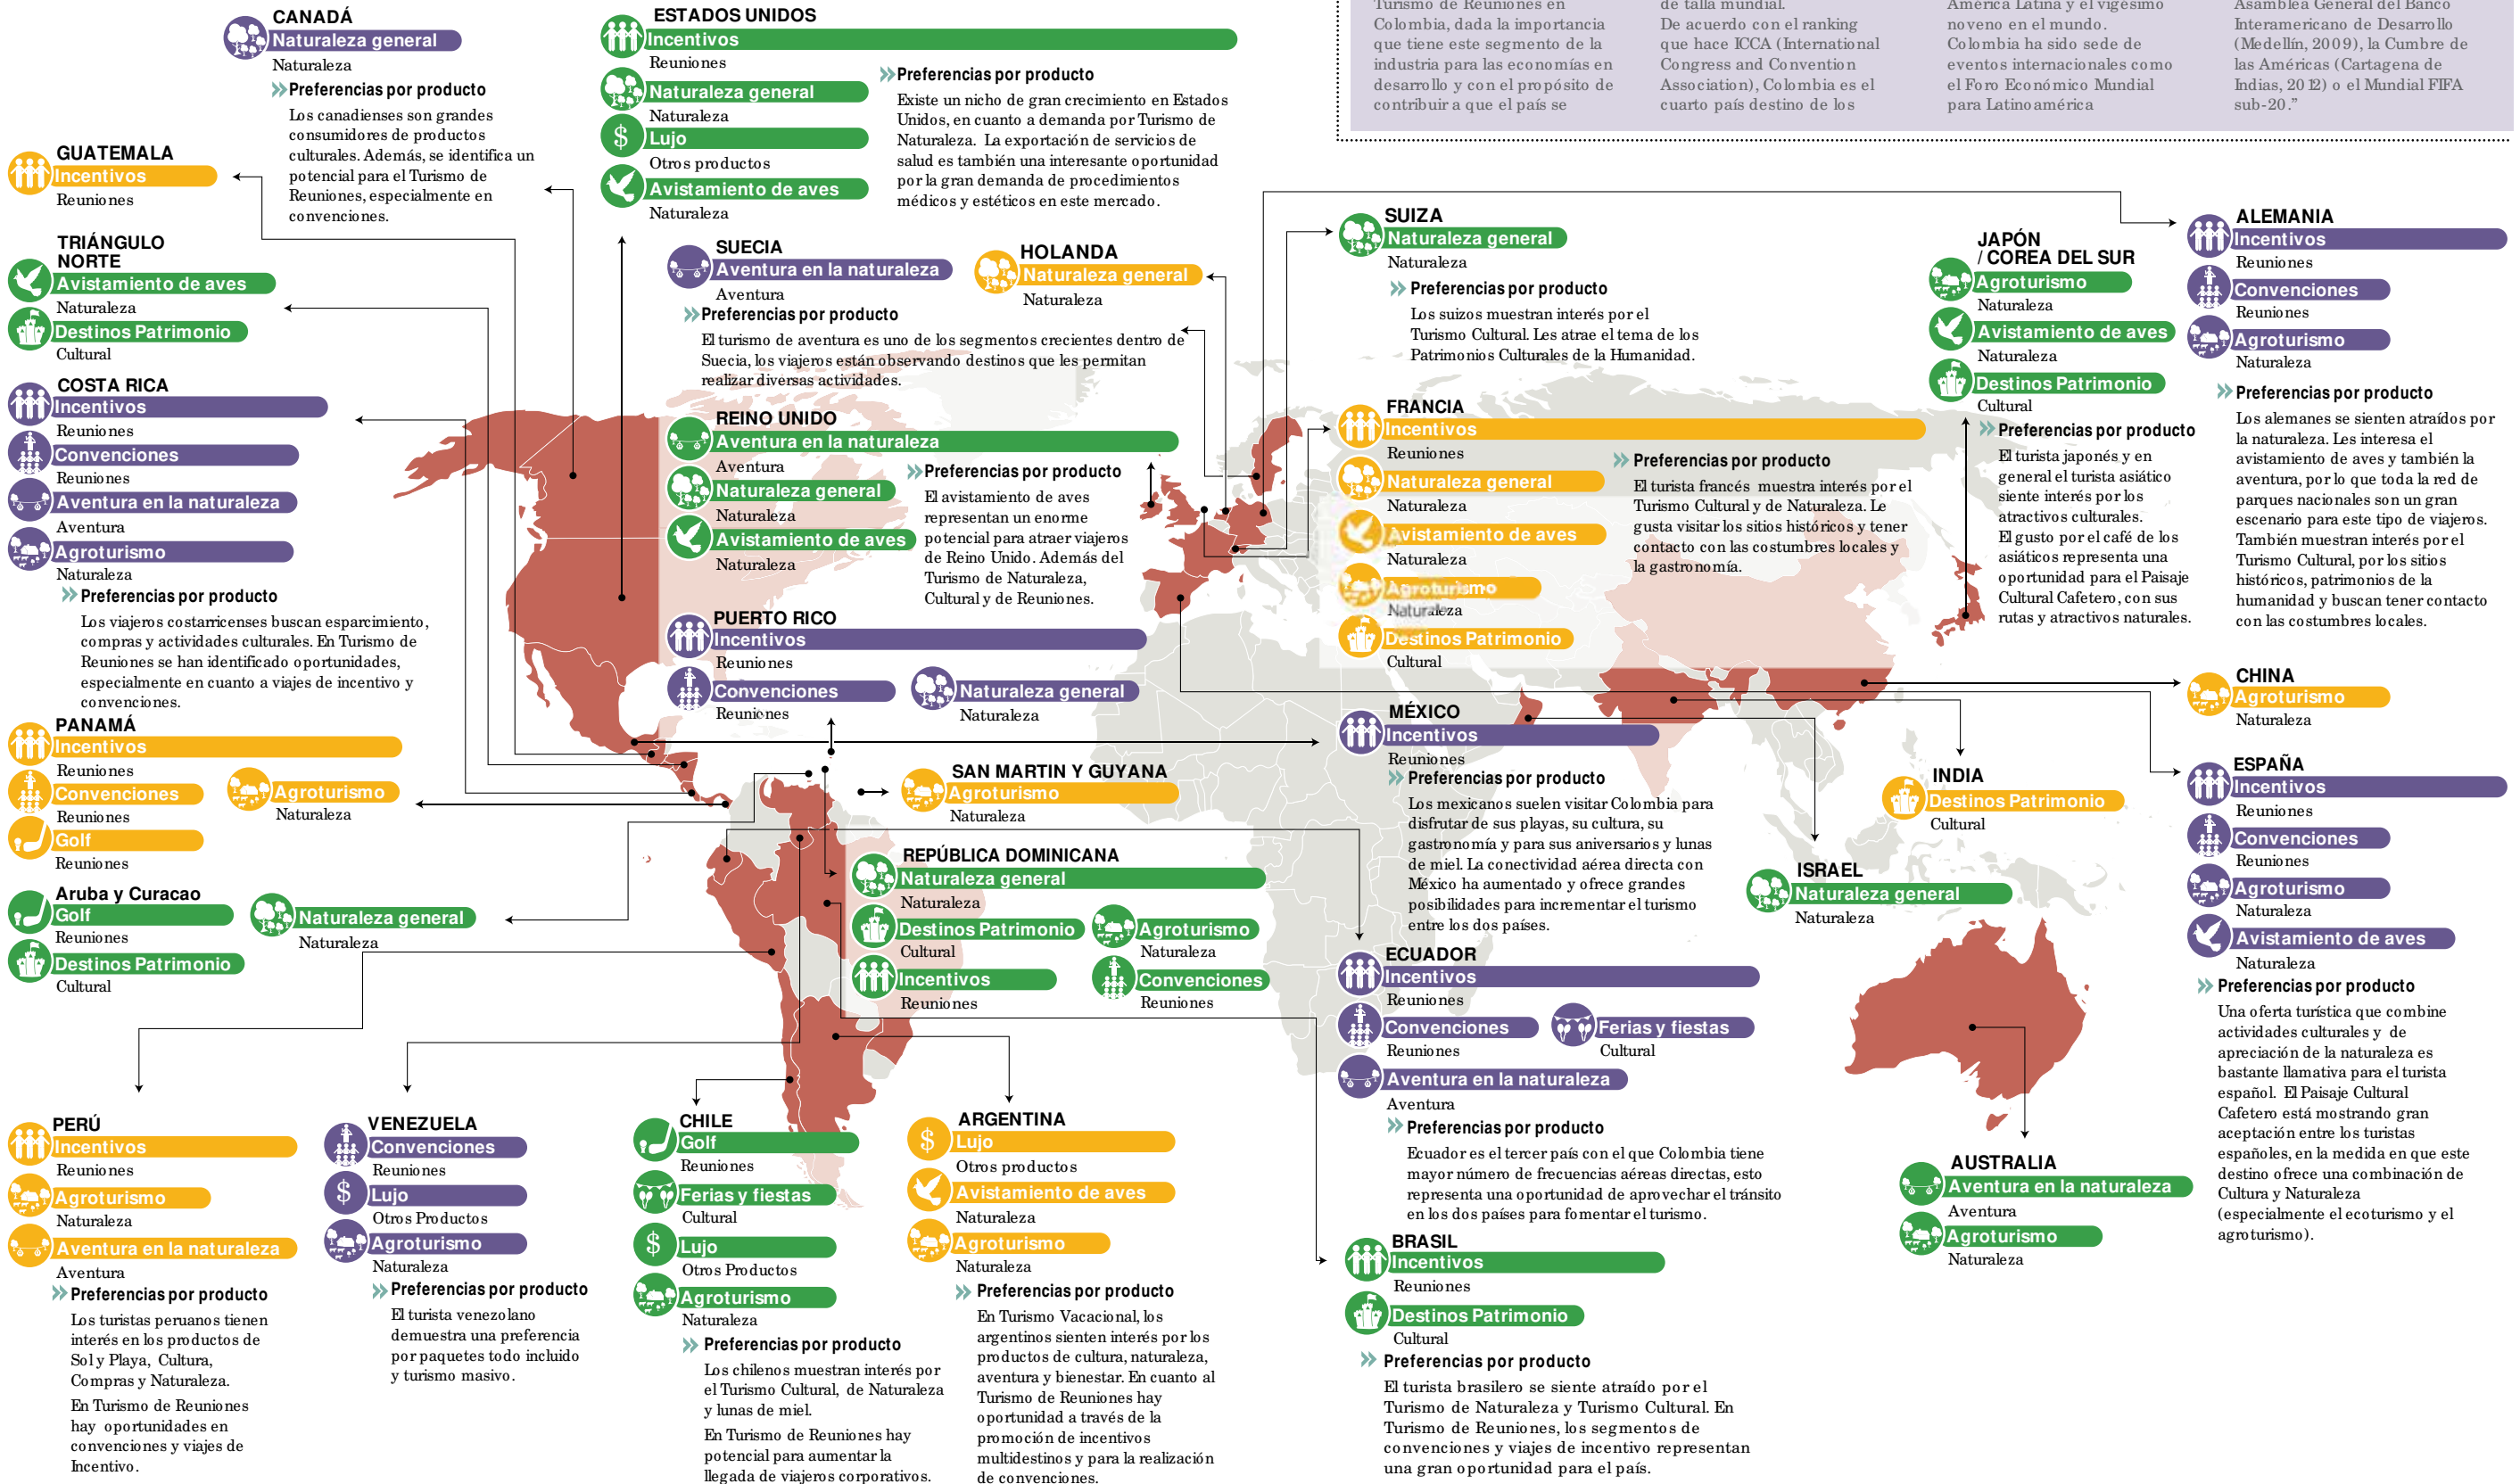 Turismo de Reuniones en
Colombia, dada la importancia
que tiene este segmento de la
industria para las economías en
desarrollo y con el propósito de
contribuir a que el país se
de talla mundial.
De acuerdo con el ranking
que hace ICCA (International
Congress and Convention
Association), Colombia es el
cuarto país destino de los
América Latina y el vigésimo
noveno en el mundo.
Colombia ha sido sede de
eventos internacionales como
el Foro Económico Mundial
para Latinoamérica
Asamblea General del Banco
Interamericano de Desarrollo
(Medellín, 2009), la Cumbre de
las Américas (Cartagena de
Indias, 2012) o el Mundial FIFA
sub-20.”
CANADÁ
Naturaleza general
Naturaleza
Preferencias por producto
Los canadienses son grandes
consumidores de productos
culturales. Además, se identifica un
potencial para el Turismo de
Reuniones, especialmente en
convenciones.
ESTADOS UNIDOS
Incentivos
Reuniones
Naturaleza general
Naturaleza
$
Lujo
Otros productos
Avistamiento de aves
Naturaleza
Preferencias por producto
Existe un nicho de gran crecimiento en Estados
Unidos, en cuanto a demanda por Turismo de
Naturaleza. La exportación de servicios de
salud es también una interesante oportunidad
por la gran demanda de procedimientos
médicos y estéticos en este mercado.
GUATEMALA
Incentivos
Reuniones
TRIÁNGULO
NORTE
Avistamiento de aves
Naturaleza
Destinos Patrimonio
Cultural
COSTA RICA
Incentivos
Reuniones
Convenciones
Reuniones
Aventura en la naturaleza
Aventura
Agroturismo
Naturaleza
Preferencias por producto
Los viajeros costarricenses buscan esparcimiento,
compras y actividades culturales. En Turismo de
Reuniones se han identificado oportunidades,
especialmente en cuanto a viajes de incentivo y
convenciones.
PANAMÁ
Incentivos
Reuniones
Convenciones
Reuniones
Golf
Reuniones
Agroturismo
Naturaleza
Aruba y Curacao
Golf
Reuniones
Destinos Patrimonio
Cultural
Naturaleza general
Naturaleza
SUECIA
Aventura en la naturaleza
Aventura
Preferencias por producto
El turismo de aventura es uno de los segmentos crecientes dentro de
Suecia, los viajeros están observando destinos que les permitan
realizar diversas actividades.
HOLANDA
Naturaleza general
Naturaleza
REINO UNIDO
Aventura en la naturaleza
Aventura
Naturaleza general
Naturaleza
Avistamiento de aves
Naturaleza
Preferencias por producto
El avistamiento de aves
representan un enorme
potencial para atraer viajeros
de Reino Unido. Además del
Turismo de Naturaleza,
Cultural y de Reuniones.
PUERTO RICO
Incentivos
Reuniones
Convenciones
Reuniones
Naturaleza general
Naturaleza
SAN MARTIN Y GUYANA
Agroturismo
Naturaleza
REPÚBLICA DOMINICANA
Naturaleza general
Naturaleza
Destinos Patrimonio
Cultural
Agroturismo
Naturaleza
Incentivos
Reuniones
Convenciones
Reuniones
SUIZA
Naturaleza general
Naturaleza
Preferencias por producto
Los suizos muestran interés por el
Turismo Cultural. Les atrae el tema de los
Patrimonios Culturales de la Humanidad.
FRANCIA
Incentivos
Reuniones
Naturaleza general
Naturaleza
Avistamiento de aves
Naturaleza
Agroturismo
Naturaleza
Destinos Patrimonio
Cultural
Preferencias por producto
El turista francés muestra interés por el
Turismo Cultural y de Naturaleza. Le
gusta visitar los sitios histórico y tener
contacto con las costumbres locales y
la gastronomía.
JAPÓN
/ COREA DEL SUR
Agroturismo
Naturaleza
Avistamiento de aves
Naturaleza
Destinos Patrimonio
Cultural
Preferencias por producto
El turista japonés y en
general el turista asiático
siente interés por los
atractivos culturales.
El gusto por el café de los
asiáticos representa una
oportunidad para el Paisaje
Cultural Cafetero, con sus
rutas y atractivos naturales.
ALEMANIA
Incentivos
Reuniones
Convenciones
Reuniones
Agroturismo
Naturaleza
Preferencias por producto
Los alemanes se sienten atraídos por
la naturaleza. Les interesa el
avistamiento de aves y también la
aventura, por lo que toda la red de
parques nacionales son un gran
escenario para este tipo de viajeros.
También muestran interés por el
Turismo Cultural, por los sitios
históricos, patrimonios de la
humanidad y buscan tener contacto
con las costumbres locales.
CHINA
Agroturismo
Naturaleza
MÉXICO
Incentivos
Reuniones
Preferencias por producto
Los mexicanos suelen visitar Colombia para
disfrutar de sus playas, su cultura, su
gastronomía y para sus aniversarios y lunas
de miel. La conectividad aérea directa con
México ha aumentado y ofrece grandes
posibilidades para incrementar el turismo
entre los dos países.
INDIA
Destinos Patrimonio
Cultural
ISRAEL
Naturaleza general
Naturaleza
ESPAÑA
Incentivos
Reuniones
Convenciones
Reuniones
Agroturismo
Naturaleza
Avistamiento de aves
Naturaleza
Preferencias por producto
Una oferta turística que combine
actividades culturales y de
apreciación de la naturaleza es
bastante llamativa para el turista
español. El Paisaje Cultural
Cafetero está mostrando gran
aceptación entre los turistas
españoles, en la medida en que este
destino ofrece una combinación de
Cultura y Naturaleza
(especialmente el ecoturismo y el
agroturismo).
ECUADOR
Incentivos
Reuniones
Convenciones
Reuniones
Ferias y fiestas
Cultural
Aventura en la naturaleza
Aventura
Preferencias por producto
Ecuador es el tercer país con el que Colombia tiene
mayor número de frecuencias aéreas directas, esto
representa una oportunidad de aprovechar el tránsito
en los dos países para fomentar el turismo.
AUSTRALIA
Aventura en la naturaleza
Aventura
Agroturismo
Naturaleza
PERÚ
Incentivos
Reuniones
Agroturismo
Naturaleza
Aventura en la naturaleza
Aventura
Preferencias por producto
Los turistas peruanos tienen
interés en los productos de
Sol y Playa, Cultura,
Compras y Naturaleza.
En Turismo de Reuniones
hay oportunidades en
convenciones y viajes de
Incentivo.
VENEZUELA
Convenciones
Reuniones
$
Lujo
Otros Productos
Agroturismo
Naturaleza
Preferencias por producto
El turista venezolano
demuestra una preferencia
por paquetes todo incluido
y turismo masivo.
CHILE
Golf
Reuniones
Ferias y fiestas
Cultural
$
Lujo
Otros Productos
Agroturismo
Naturaleza
Preferencias por producto
Los chilenos muestran interés por
el Turismo Cultural, de Naturaleza
y lunas de miel.
En Turismo de Reuniones hay
potencial para aumentar la
llegada de viajeros corporativos.
ARGENTINA
$
Lujo
Otros productos
Avistamiento de aves
Naturaleza
Agroturismo
Naturaleza
Preferencias por producto
En Turismo Vacacional, los
argentinos sienten interés por los
productos de cultura, naturaleza,
aventura y bienestar. En cuanto al
Turismo de Reuniones hay
oportunidad a través de la
promoción de incentivos
multidestinos y para la realización
de convenciones.
BRASIL
Incentivos
Reuniones
Destinos Patrimonio
Cultural
Preferencias por producto
El turista brasilero se siente atraído por el
Turismo de Naturaleza y Turismo Cultural. En
Turismo de Reuniones, los segmentos de
convenciones y viajes de incentivo representan
una gran oportunidad para el país.